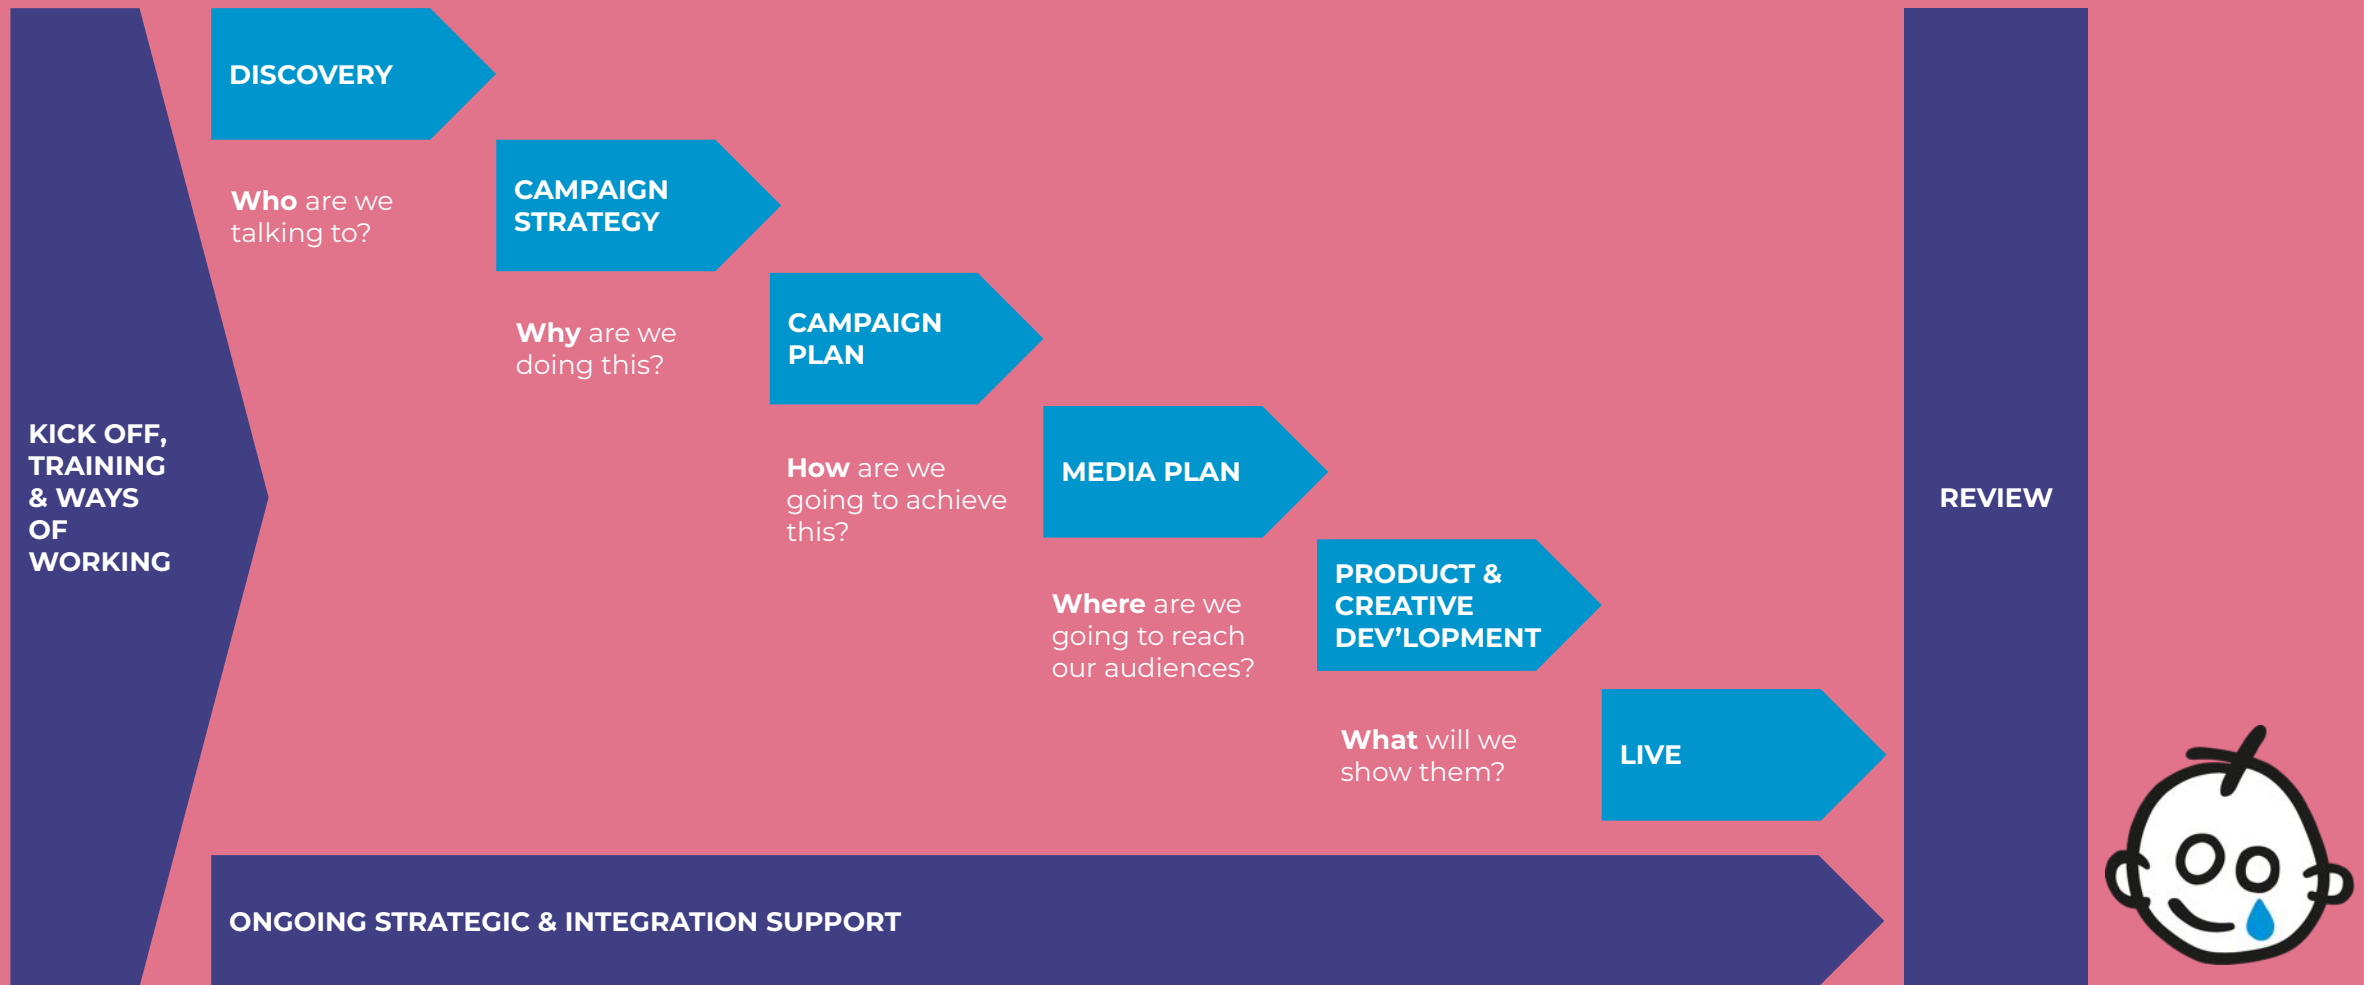 KICK OFF,
TRAINING
& WAYS
OF
WORKING
DISCOVERY
Who are we
talking to?
CAMPAIGN
STRATEGY
Why are we
doing this?
CAMPAIGN
PLAN
How are we
going to achieve
this?
MEDIA PLAN
Where are we
going to reach
our audiences?
PRODUCT &
CREATIVE
DEV’LOPMENT
What will we
show them?
LIVE
ONGOING STRATEGIC & INTEGRATION SUPPORT
REVIEW